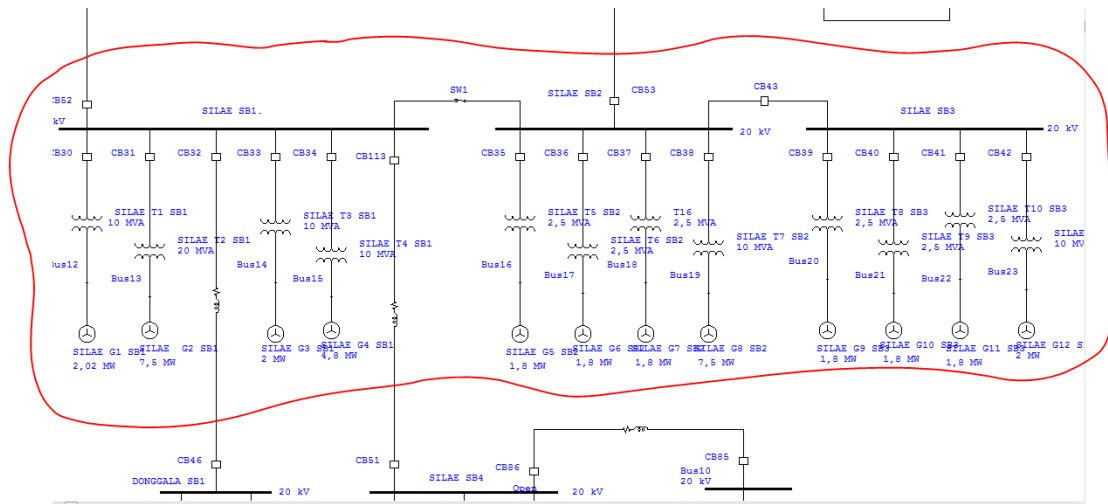 CB52
kV
SILAE SB1.
SW1
SILAE SB2
CB53
CB43
SILAE SB3
20 kV
20 kV
CB30
CB31
CB32
CB33
CB34
CB113
CB35
CB36
CB37
CB38
CB39
CB40
CB41
CB42
SILAE T1 SB1
10 MVA
SILAE T2 SB1
20 MVA
SILAE T3 SB1
10 MVA
SILAE T4 SB1
10 MVA
SILAE T5 SB2
2,5 MVA
SILAE T6 SB2
2,5 MVA
T16
2,5 MVA
SILAE T7 SB2
10 MVA
SILAE T8 SB3
2,5 MVA
SILAE T9 SB3
2,5 MVA
SILAE T10 SB3
2,5 MVA
SILAE
10 MV
Bus12
Bus13
Bus14
Bus15
Bus16
Bus17
Bus18
Bus19
Bus20
Bus21
Bus22
Bus23
SILAE G1 SB1
2,02 MW
SILAE G2 SB1
7,5 MW
SILAE G3 SB1
2 MW
SILAE G4 SB1
4,8 MW
SILAE G5 SB2
1,8 MW
SILAE G6 SB2
1,8 MW
SILAE G7 SB2
1,8 MW
SILAE G8 SB2
7,5 MW
SILAE G9 SB3
1,8 MW
SILAE G10 SB3
1,8 MW
SILAE G11 SB3
1,8 MW
SILAE G12 S
2 MW
CB46
CB51
CB86
CB85
DONGGALA SB1
20 kV
SILAE SB4
Open
20 kV
Bus10
20 kV